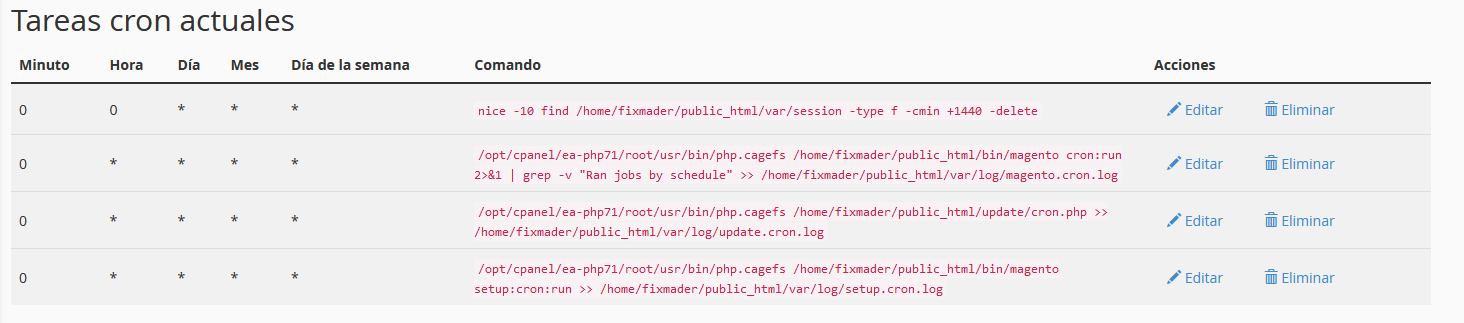 Tareas cron actuales
Minuto Hora Día Mes Día de la semana Comando Acciones
0 0 * * * nice -10 find /home/fixmader/public_html/var/session -type f -cmin +1440 -delete Editar Eliminar
0 * * * * /opt/cpanel/ea-php71/root/usr/bin/php.cagefs /home/fixmader/public_html/bin/magento cron:run Editar Eliminar
2>&1 | grep -v "Ran jobs by schedule" >> /home/fixmader/public_html/var/log/magento.cron.log
0 * * * * /opt/cpanel/ea-php71/root/usr/bin/php.cagefs /home/fixmader/public_html/update/cron.php >> Editar Eliminar
/home/fixmader/public_html/var/log/update.cron.log
0 * * * * /opt/cpanel/ea-php71/root/usr/bin/php.cagefs /home/fixmader/public_html/bin/magento Editar Eliminar
setup:cron:run >> /home/fixmader/public_html/var/log/setup.cron.log